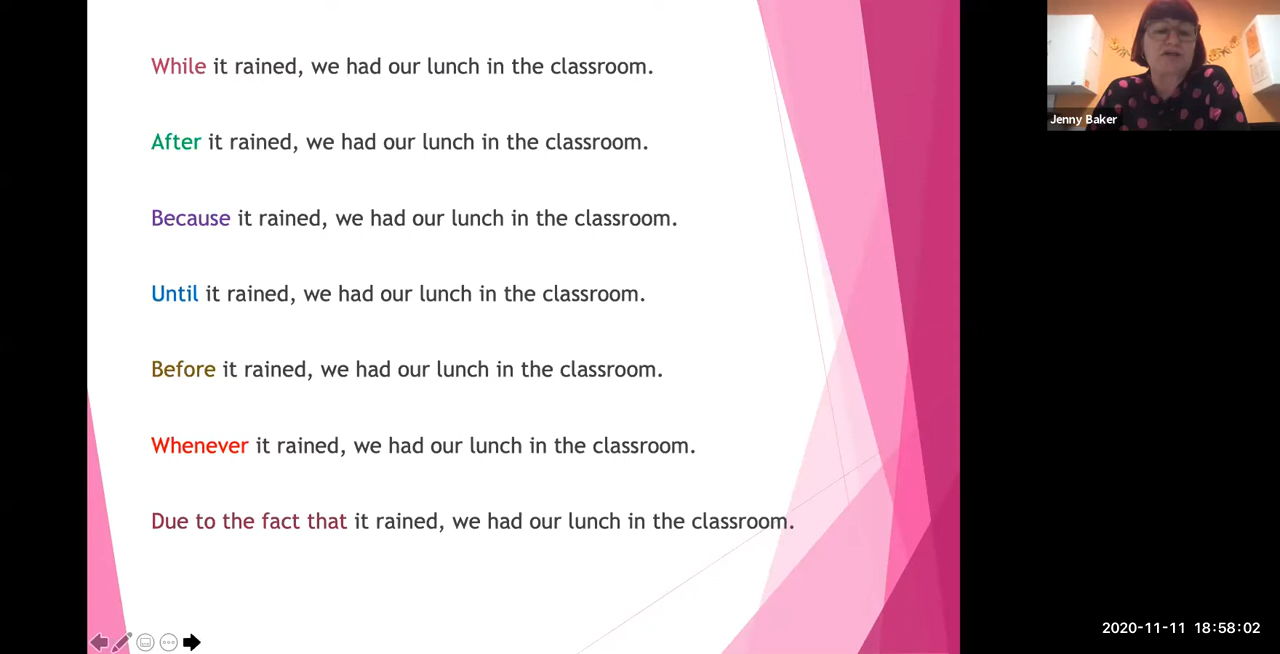 While it rained, we had our lunch in the classroom.
After it rained, we had our lunch in the classroom.
Because it rained, we had our lunch in the classroom.
Until it rained, we had our lunch in the classroom.
Before it rained, we had our lunch in the classroom.
Whenever it rained, we had our lunch in the classroom.
Due to the fact that it rained, we had our lunch in the classroom.
Jenny Baker
2020-11-11 18:58:02